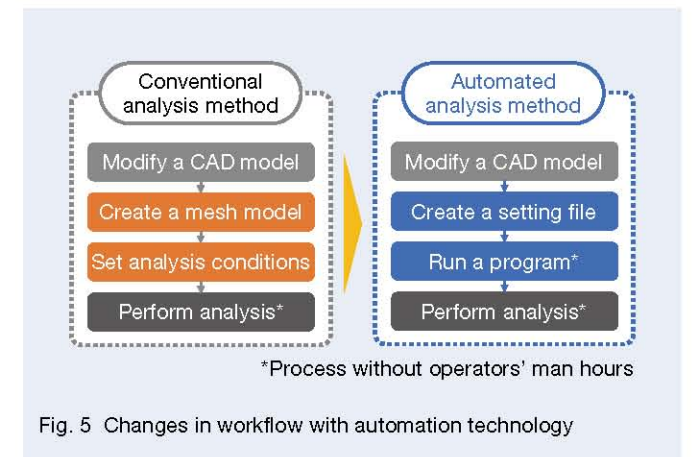 Conventional
analysis method
Modify a CAD model
Create a mesh model
Set analysis conditions
Perform analysis*
Automated
analysis method
Modify a CAD model
Create a setting file
Run a program*
Perform analysis*
*Process without operators' man hours
Fig. 5 Changes in workflow with automation technology